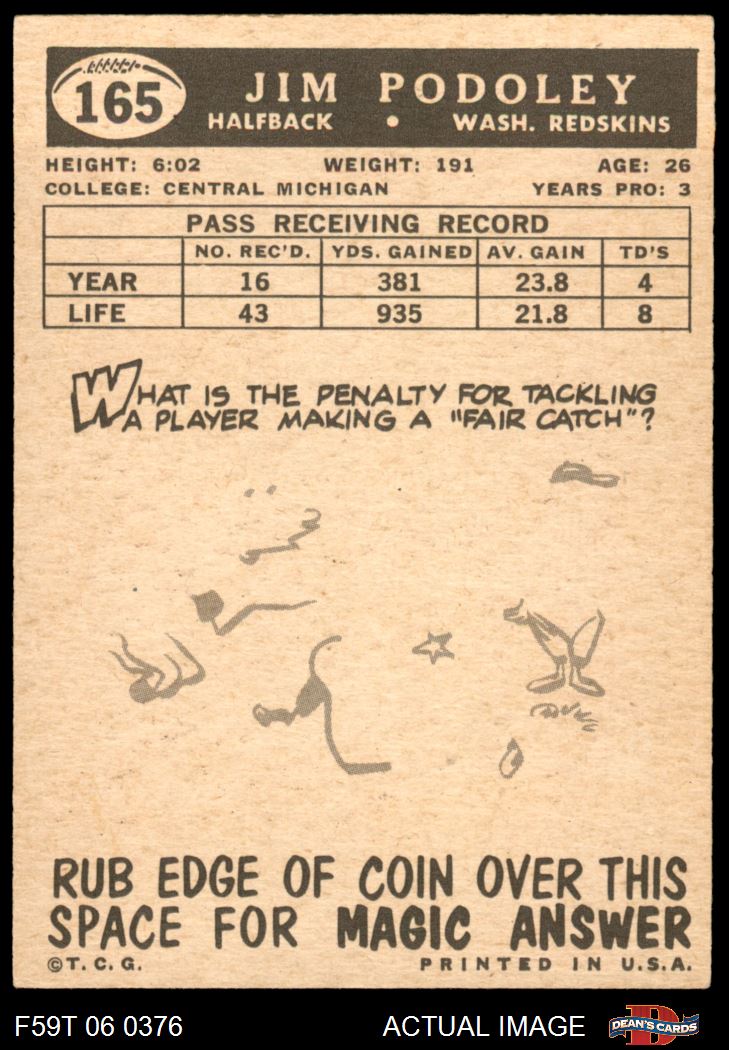 165
JIM PODOLEY
HALFBACK • WASH. REDSKINS
HEIGHT: 6:02 WEIGHT: 191 AGE: 26
COLLEGE: CENTRAL MICHIGAN YEARS PRO: 3
PASS RECEIVING RECORD
NO. REC'D. YDS. GAINED AV. GAIN TD'S
YEAR 16 381 23.8 4
LIFE 43 935 21.8 8
WHAT IS THE PENALTY FOR TACKLING
A PLAYER MAKING A "FAIR CATCH"?
RUB EDGE OF COIN OVER THIS
SPACE FOR MAGIC ANSWER
©T. C. G. PRINTED IN U.S.A.
F59T 06 0376 ACTUAL IMAGE DEAN'S CARDS